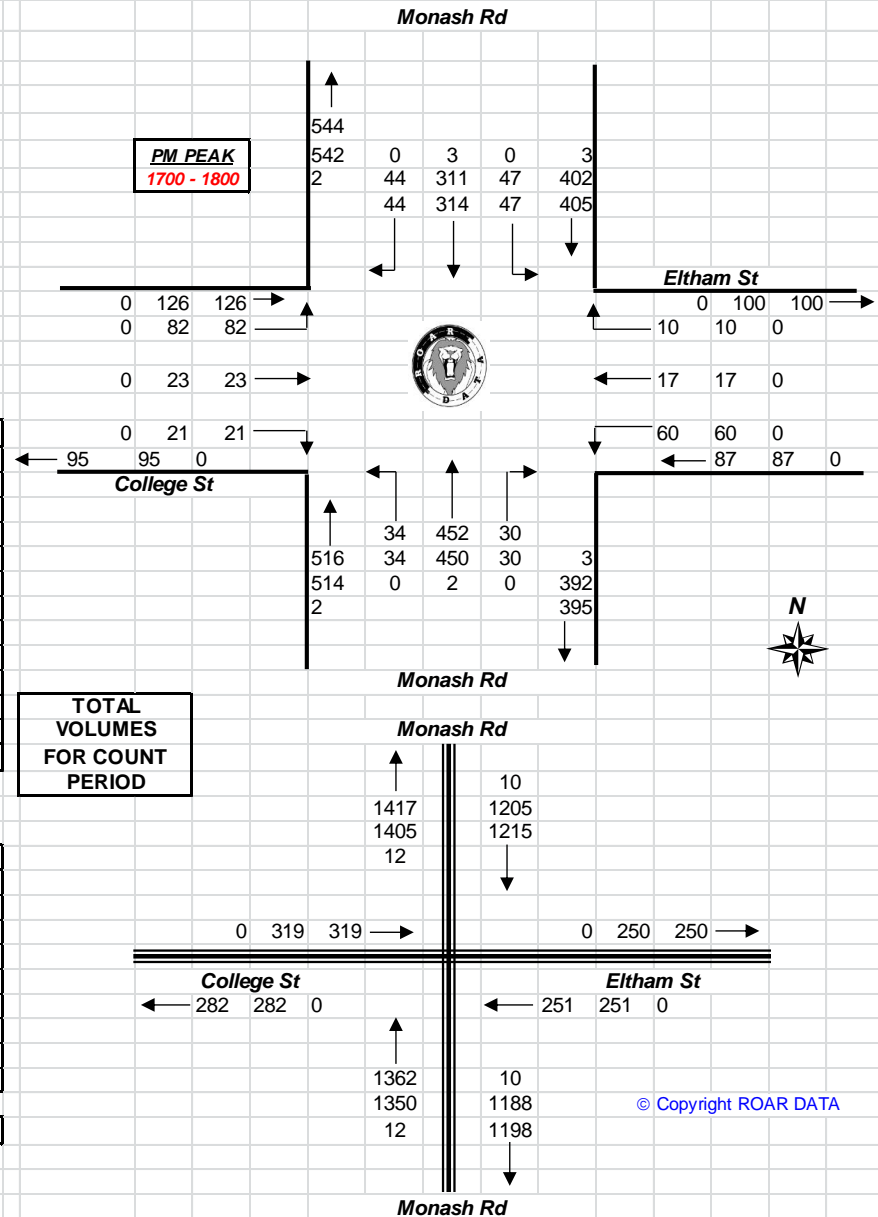 Monash Rd
544
PM PEAK 542 0 3 0 3
1700 - 1800 2 44 311 47 402
44 314 47 405
Eltham St
0 126 126 0 100 100
0 82 82 10 10 0
ROAR DATA
0 23 23 17 17 0
0 21 21 60 60 0
95 95 0 87 87 0
College St
34 452 30
516 34 450 30 3
514 0 2 0 392
2 395
N
Monash Rd
TOTAL
VOLUMES
FOR COUNT
PERIOD
Monash Rd
10
1417 1205
1405 1215
12
0 319 319 0 250 250
College St Eltham St
282 282 0 251 251 0
1362 10
1350 1188
12 1198
© Copyright ROAR DATA
Monash Rd